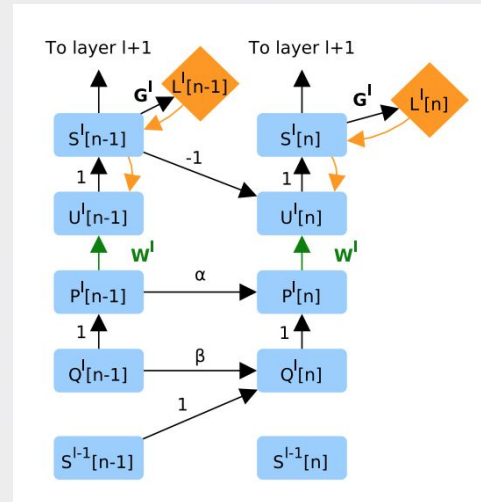 To layer l+1 To layer l+1
G^l L^l[n-1] G^l L^l[n]
S^l[n-1] S^l[n]
-1
1 1
U^l[n-1] U^l[n]
W^l W^l
α
P^l[n-1] P^l[n]
1 1
β
Q^l[n-1] Q^l[n]
1
S^l-1[n-1] S^l-1[n]